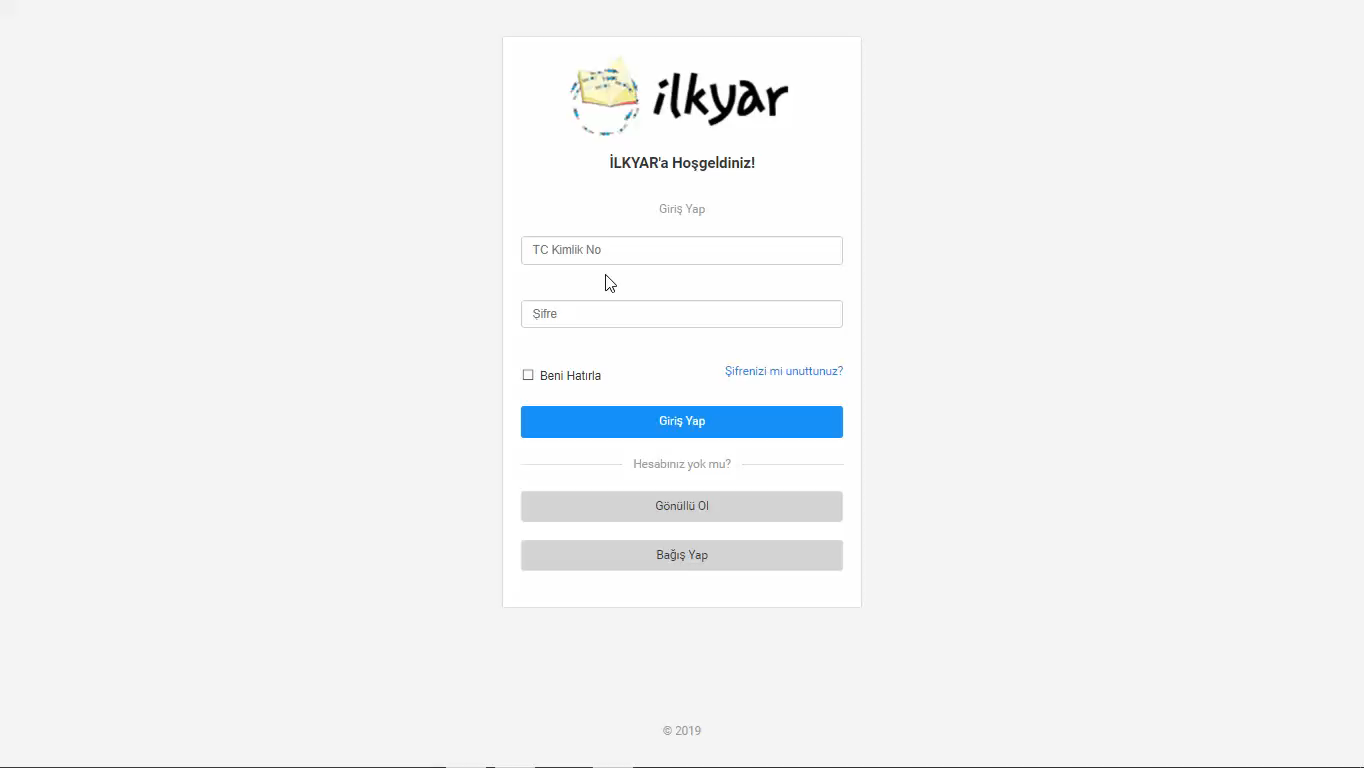 ilkyar
İLKYAR'a Hoşgeldiniz!
Giriş Yap
TC Kimlik No
Şifre
Beni Hatırla
Şifrenizi mi unuttunuz?
Giriş Yap
Hesabınız yok mu?
Gönüllü Ol
Bağış Yap
© 2019